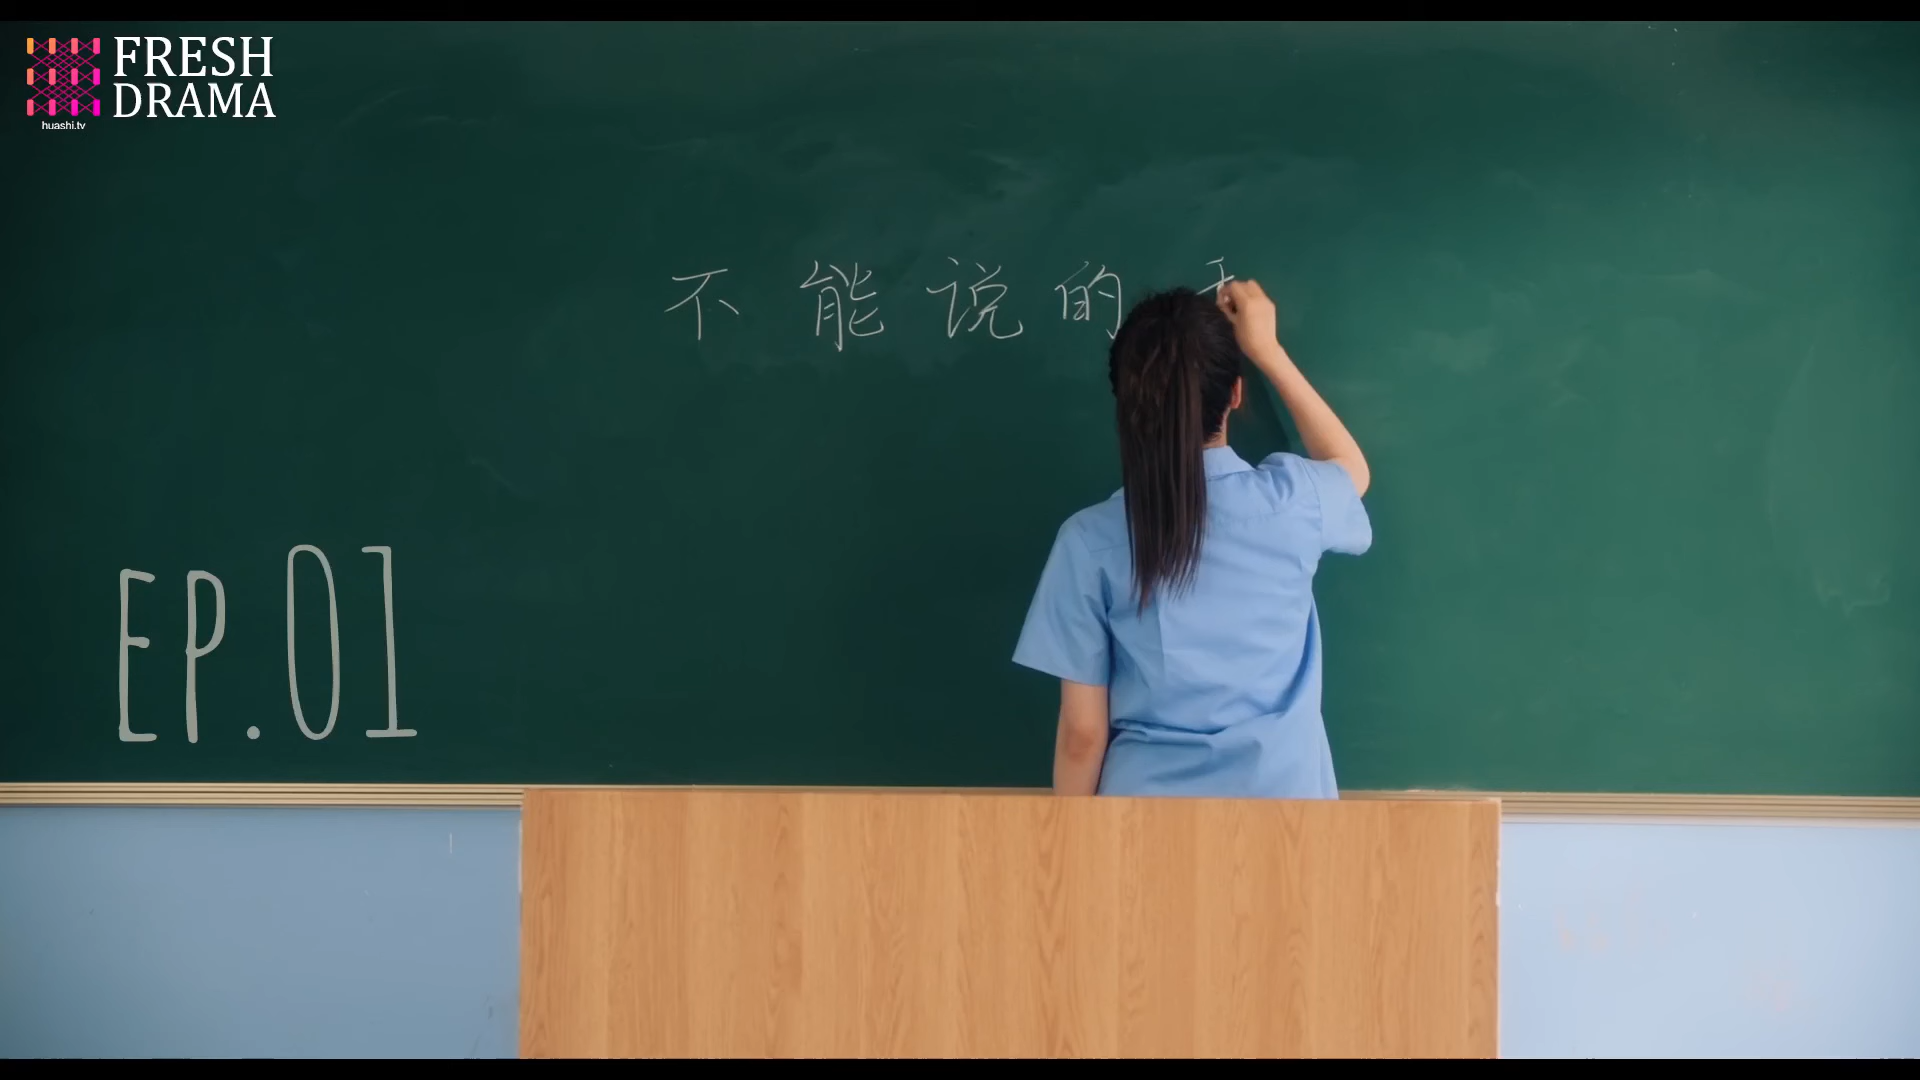 FRESH
DRAMA
huashi.tv
不能说的
EP.01